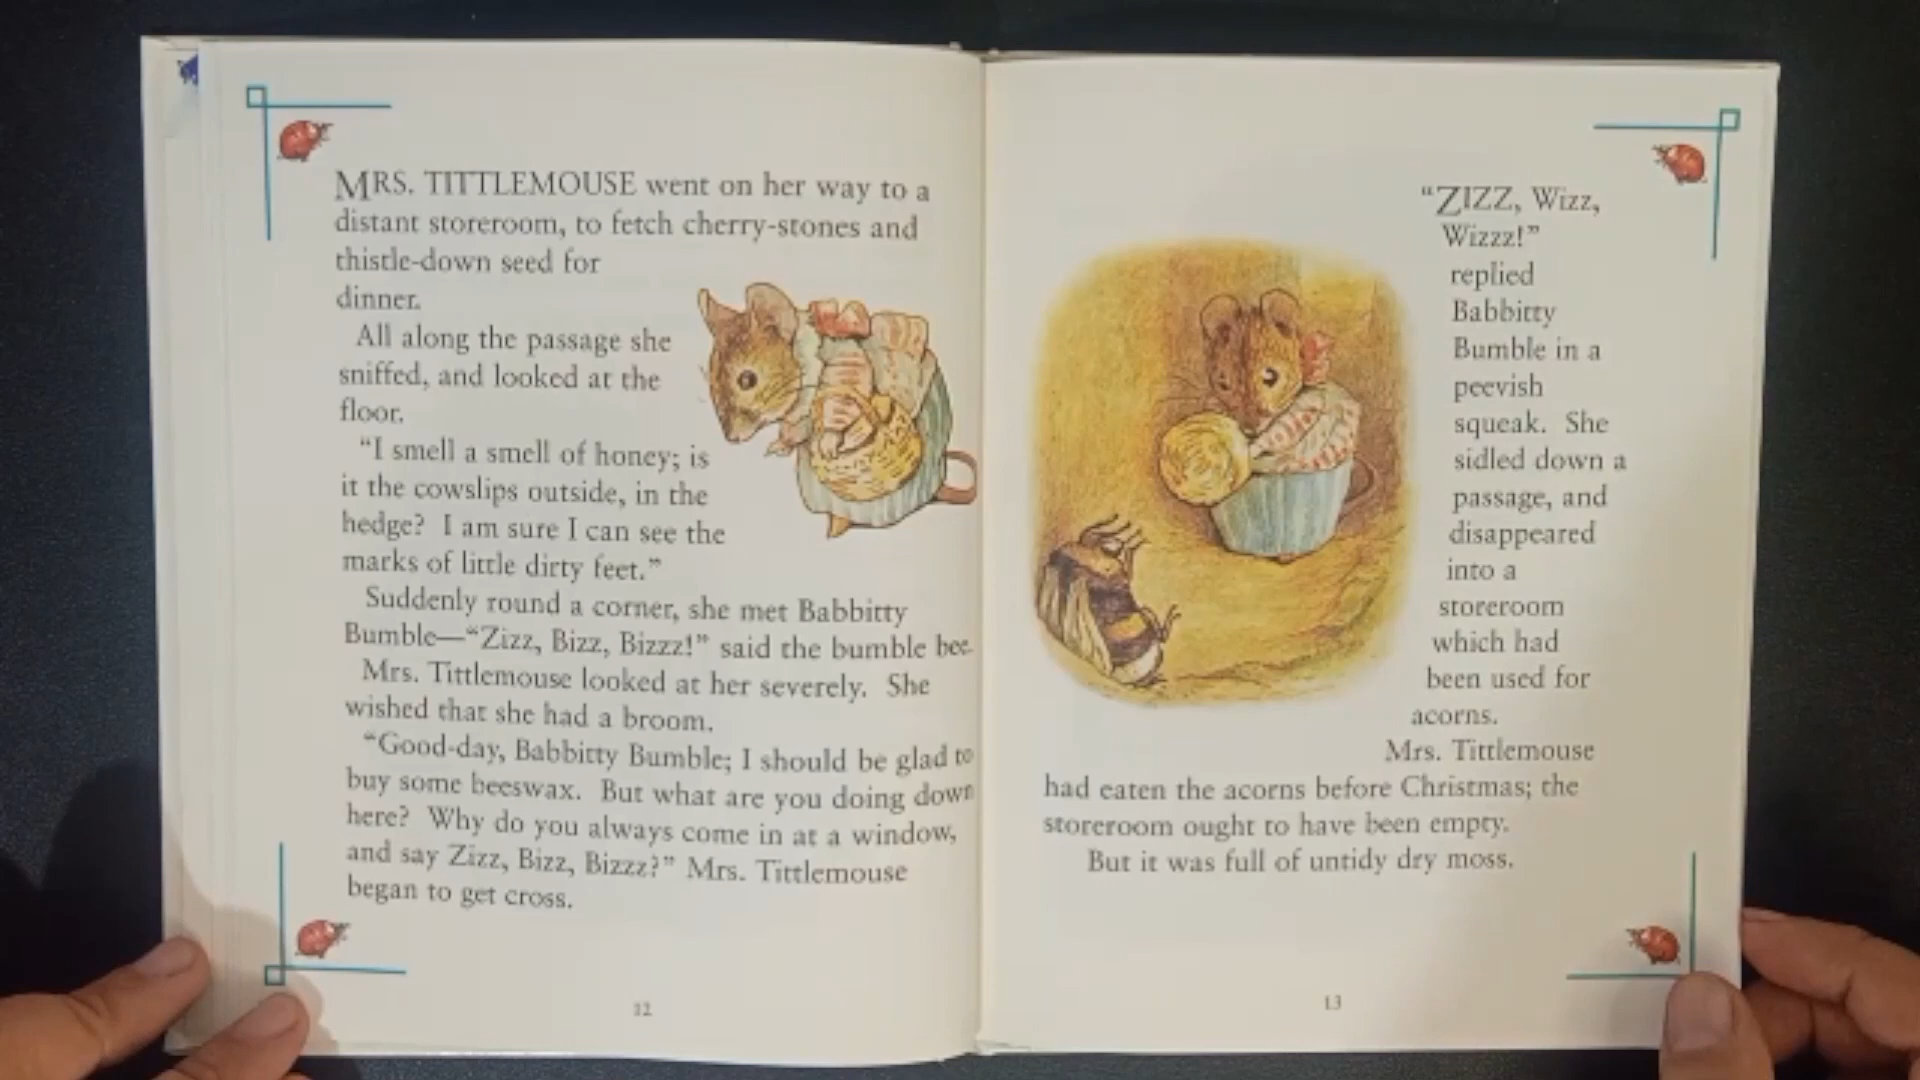 MRS. TITTLEMOUSE went on her way to a
distant storeroom, to fetch cherry-stones and
thistle-down seed for
dinner.
All along the passage she
sniffed, and looked at the
floor.
“I smell a smell of honey; is
it the cowslips outside, in the
hedge? I am sure I can see the
marks of little dirty feet.”
Suddenly round a corner, she met Babbitty
Bumble—“Zizz, Bizz, Bizzz!” said the bumble bee.
Mrs. Tittlemouse looked at her severely. She
wished that she had a broom.
“Good-day, Babbitty Bumble; I should be glad to
buy some beeswax. But what are you doing down
here? Why do you always come in at a window,
and say Zizz, Bizz, Bizzz?” Mrs. Tittlemouse
began to get cross.
12
“ZIZZ, Wizz,
Wizzz!”
replied
Babbitty
Bumble in a
peevish
squeak. She
sidled down a
passage, and
disappeared
into a
storeroom
which had
been used for
acorns.
Mrs. Tittlemouse
had eaten the acorns before Christmas; the
storeroom ought to have been empty.
But it was full of untidy dry moss.
13